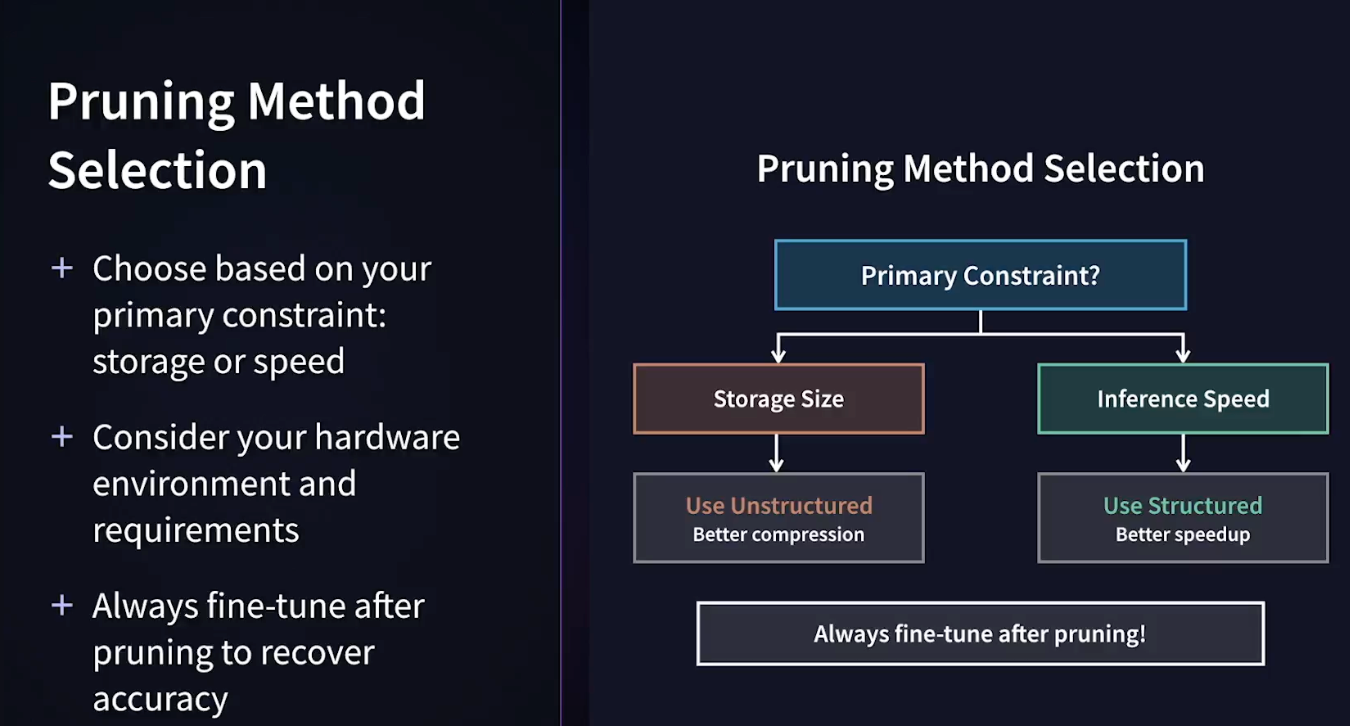 Pruning Method
Selection
+ Choose based on your
primary constraint:
storage or speed
+ Consider your hardware
environment and
requirements
+ Always fine-tune after
pruning to recover
accuracy
Pruning Method Selection
Primary Constraint?
Storage Size
Inference Speed
Use Unstructured
Better compression
Use Structured
Better speedup
Always fine-tune after pruning!